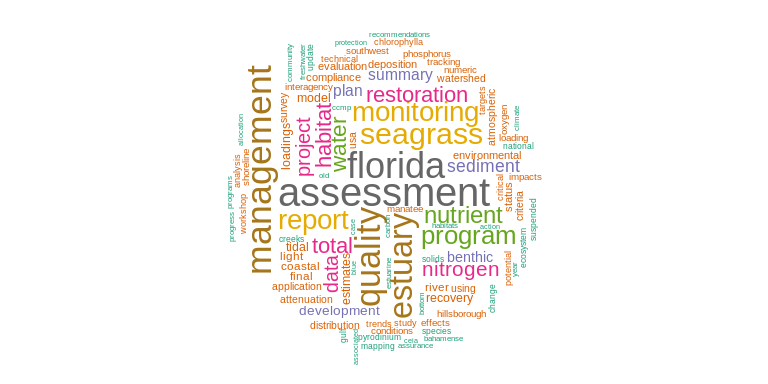 recommendations
protection
chlorophylla
southwest
phosphorus
technical
community
freshwater
update
evaluation
deposition
tracking
numeric
compliance
summary
watershed
interagency
plan
restoration
model
ccmp
survey
monitoring
targets
atmospheric
oxygen
climate
management
allocation
loadings
project
habitat
water
usa
seagrass
loading
national
analysis
shoreline
florida
environmental
sediment
old
impacts
programs
progress
workshop
assessment
critical
status
criteria
suspended
report
case
manatee
carbon
nutrient
habitats
action
creeks
tidal
total
quality
estuary
program
ecosystem
light
data
blue
estuarine
solids
benthic
year
coastal
nitrogen
potential
final
application
estimates
river
using
attenuation
recovery
change
bottom
development
hillsborough
distribution
trends
study
effects
gulf
associated
conditions
species
pyrodinium
ceia
bahamense
mapping
assurance